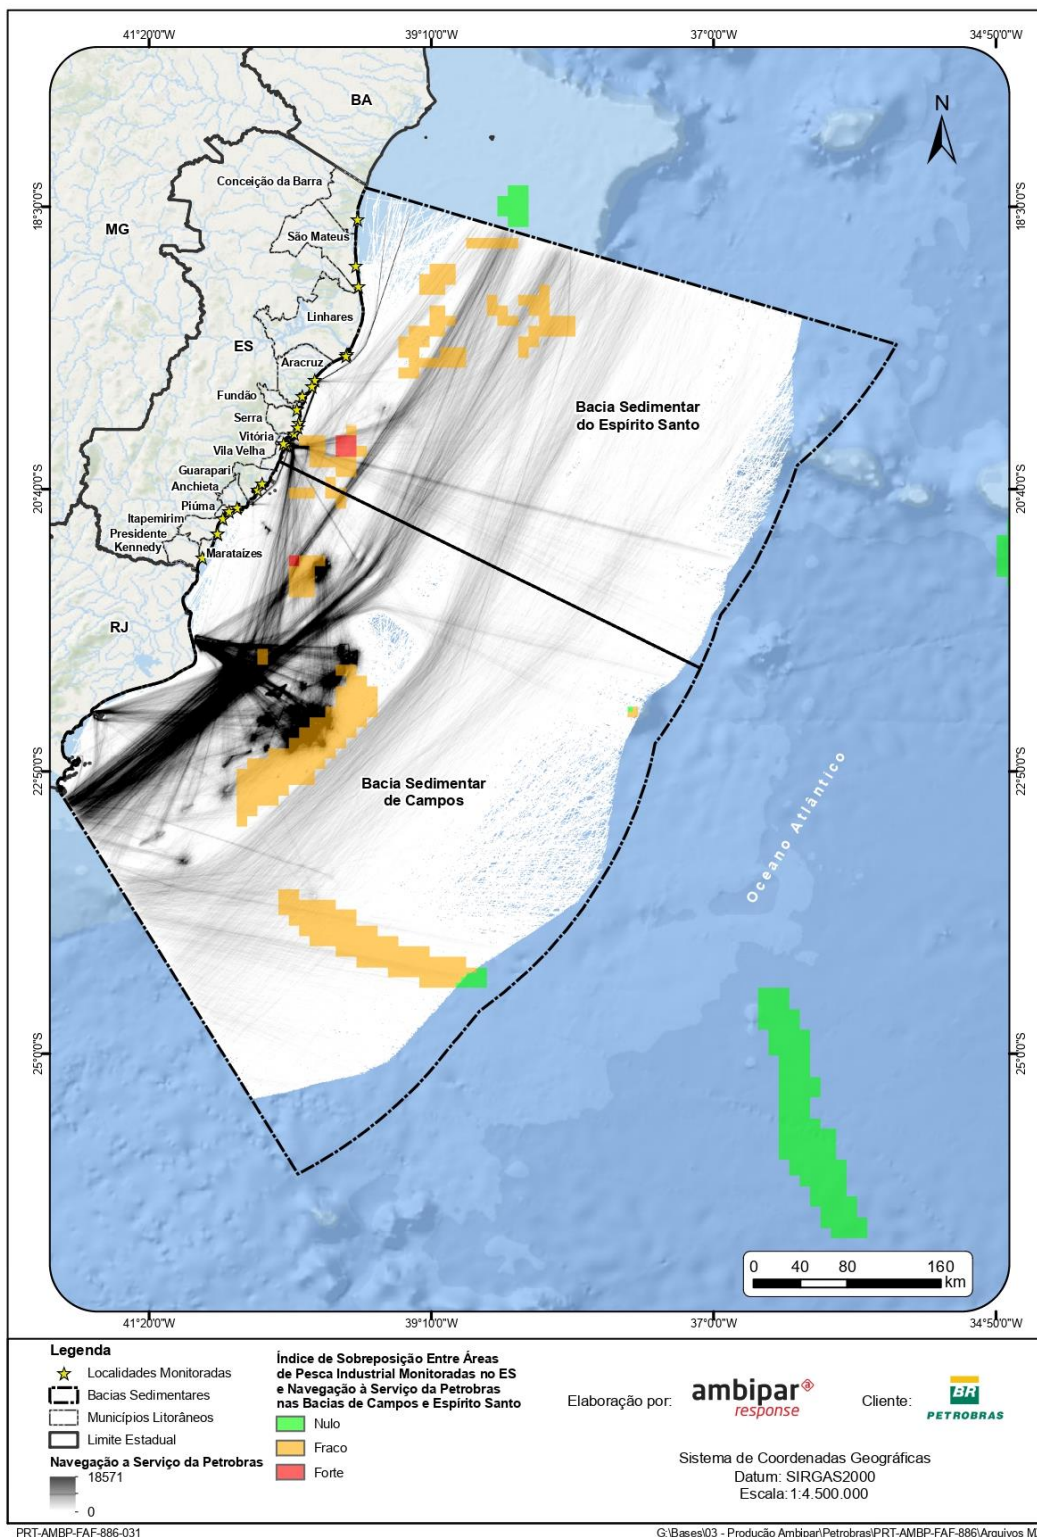 41°20'0"W
39°10'0"W
37°0'0"W
34°50'0"W
BA
N
Conceição da Barra
18°30'0"S
18°30'0"S
MG
São Mateus
Linhares
ES
Aracruz
Fundão
Serra
Bacia Sedimentar
do Espírito Santo
Vitória
Vila Velha
Guarapari
20°40'0"S
20°40'0"S
Anchieta
Piúma
Itapemirim
Presidente
Kennedy
Marataízes
RJ
22°50'0"S
22°50'0"S
Bacia Sedimentar
de Campos
Oceano Atlântico
25°0'0"S
25°0'0"S
0 40 80 160
km
41°20'0"W
39°10'0"W
37°0'0"W
34°50'0"W
Legenda
Localidades Monitoradas
Bacias Sedimentares
Municípios Litorâneos
Limite Estadual
Navegação a Serviço da Petrobras
18571
0
Índice de Sobreposição Entre Áreas
de Pesca Industrial Monitoradas no ES
e Navegação à Serviço da Petrobras
nas Bacias de Campos e Espírito Santo
Nulo
Fraco
Forte
Elaboração por:
ambipar
response
Cliente:
BR
PETROBRAS
Sistema de Coordenadas Geográficas
Datum: SIRGAS2000
Escala:1:4.500.000
PRT-AMBP-FAF-886-031
G:\Bases\03 - Produção Ambipar\Petrobras\PRT-AMBP-FAF-886\Arquivos